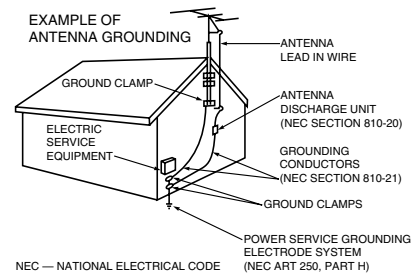 EXAMPLE OF
ANTENNA GROUNDING
ANTENNA
LEAD IN WIRE
GROUND CLAMP
ANTENNA
DISCHARGE UNIT
(NEC SECTION 810-20)
ELECTRIC
SERVICE
EQUIPMENT
GROUNDING
CONDUCTORS
(NEC SECTION 810-21)
GROUND CLAMPS
POWER SERVICE GROUNDING
ELECTRODE SYSTEM
(NEC ART 250, PART H)
NEC — NATIONAL ELECTRICAL CODE